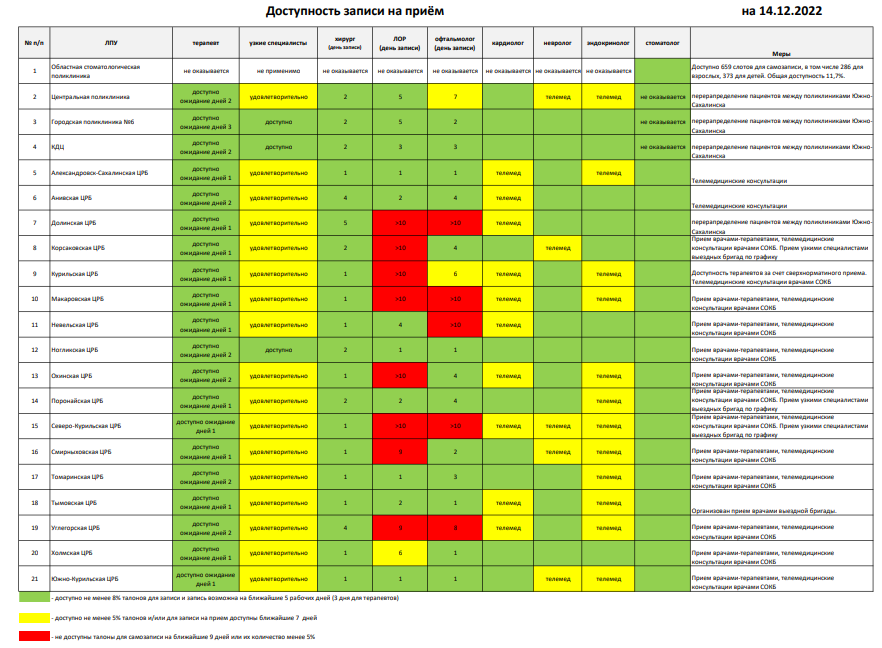 Доступность записи на приём
на 14.12.2022
№ п/п ЛПУ терапевт узкие специалисты хирург (день записи) ЛОР (день записи) офтальмолог (день записи) кардиолог невролог эндокринолог стоматолог Меры
1 Областная стоматологическая поликлиника не оказывается не применимо не оказывается не оказывается не оказывается не оказывается не оказывается не оказывается Доступно 659 слотов для самозаписи, в том числе 286 для взрослых, 373 для детей. Общая доступность 11,7%.
2 Центральная поликлиника доступно ожидание дней 2 удовлетворительно 2 5 7 телемед телемед не оказывается перерапределение пациентов между поликлиниками Южно-Сахалинска
3 Городская поликлиника №6 доступно ожидание дней 3 доступно 2 5 2 не оказывается перерапределение пациентов между поликлиниками Южно-Сахалинска
4 КДЦ доступно ожидание дней 2 доступно 2 3 3 не оказывается перерапределение пациентов между поликлиниками Южно-Сахалинска
5 Александровск-Сахалинская ЦРБ доступно ожидание дней 1 удовлетворительно 1 1 1 телемед телемед Телемедицинские консультации
6 Анивская ЦРБ доступно ожидание дней 2 удовлетворительно 4 2 4 телемед Телемедицинские консультации
7 Долинская ЦРБ доступно ожидание дней 1 удовлетворительно 5 >10 >10 телемед перерапределение пациентов между поликлиниками Южно-Сахалинска
8 Корсаковская ЦРБ доступно ожидание дней 1 удовлетворительно 2 >10 4 телемед Прием врачами-терапевтами, телемедицинские консультации врачами СОКБ. Прием узкими специалистами выездных бригад по графику
9 Курильская ЦРБ доступно ожидание дней 1 удовлетворительно 1 >10 6 телемед телемед Доступность терапевтов за счет сверхнорматиного приема. Телемедицинские консультации врачами СОКБ
10 Макаровская ЦРБ доступно ожидание дней 1 удовлетворительно 1 >10 >10 телемед телемед Прием врачами-терапевтами, телемедицинские консультации врачами СОКБ
11 Невельская ЦРБ доступно ожидание дней 1 удовлетворительно 1 4 >10 телемед Прием врачами-терапевтами, телемедицинские консультации врачами СОКБ
12 Ногликская ЦРБ доступно ожидание дней 2 доступно 2 1 1 Прием врачами-терапевтами, телемедицинские консультации врачами СОКБ
13 Охинская ЦРБ доступно ожидание дней 2 удовлетворительно 1 >10 4 телемед телемед Прием врачами-терапевтами, телемедицинские консультации врачами СОКБ
14 Поронайская ЦРБ доступно ожидание дней 1 удовлетворительно 2 2 4 телемед Прием врачами-терапевтами, телемедицинские консультации врачами СОКБ. Прием узкими специалистами выездных бригад по графику
15 Северо-Курильская ЦРБ доступно ожидание дней 1 удовлетворительно 1 >10 >10 телемед телемед телемед Прием врачами-терапевтами, телемедицинские консультации врачами СОКБ. Прием узкими специалистами выездных бригад по графику
16 Смирныховская ЦРБ доступно ожидание дней 1 удовлетворительно 1 2 телемед телемед Прием врачами-терапевтами, телемедицинские консультации врачами СОКБ
17 Томаринская ЦРБ доступно ожидание дней 2 удовлетворительно 1 1 3 телемед Прием врачами-терапевтами, телемедицинские консультации врачами СОКБ
18 Тымовская ЦРБ доступно ожидание дней 1 удовлетворительно 1 2 1 телемед телемед Организован прием врачами выездной бригады.
19 Углегорская ЦРБ доступно ожидание дней 2 удовлетворительно 4 8 телемед телемед Прием врачами-терапевтами, телемедицинские консультации врачами СОКБ
20 Холмская ЦРБ доступно ожидание дней 1 удовлетворительно 1 6 1 Прием врачами-терапевтами, телемедицинские консультации врачами СОКБ
21 Южно-Курильская ЦРБ доступно ожидание дней 1 удовлетворительно 1 1 1 телемед телемед Прием врачами-терапевтами, телемедицинские консультации врачами СОКБ
- доступно не менее 8% талонов для записи и запись возможна на ближайшие 5 рабочих дней (3 дня для терапевтов)
- доступно не менее 5% талонов и/или для записи на прием доступны ближайшие 7 дней
- не доступны талоны для самозаписи на ближайшие 9 дней или их количество менее 5%